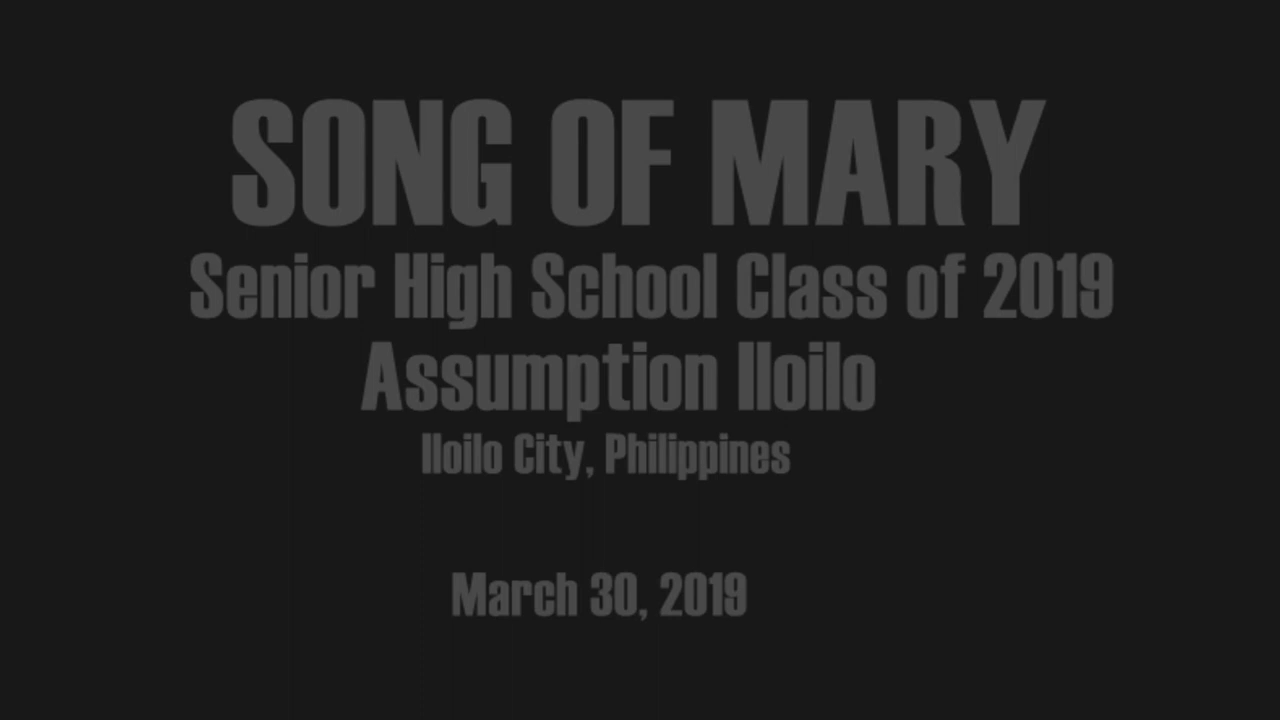 SONG OF MARY
Senior High School Class of 2019
Assumption Iloilo
Iloilo City, Philippines
March 30, 2019